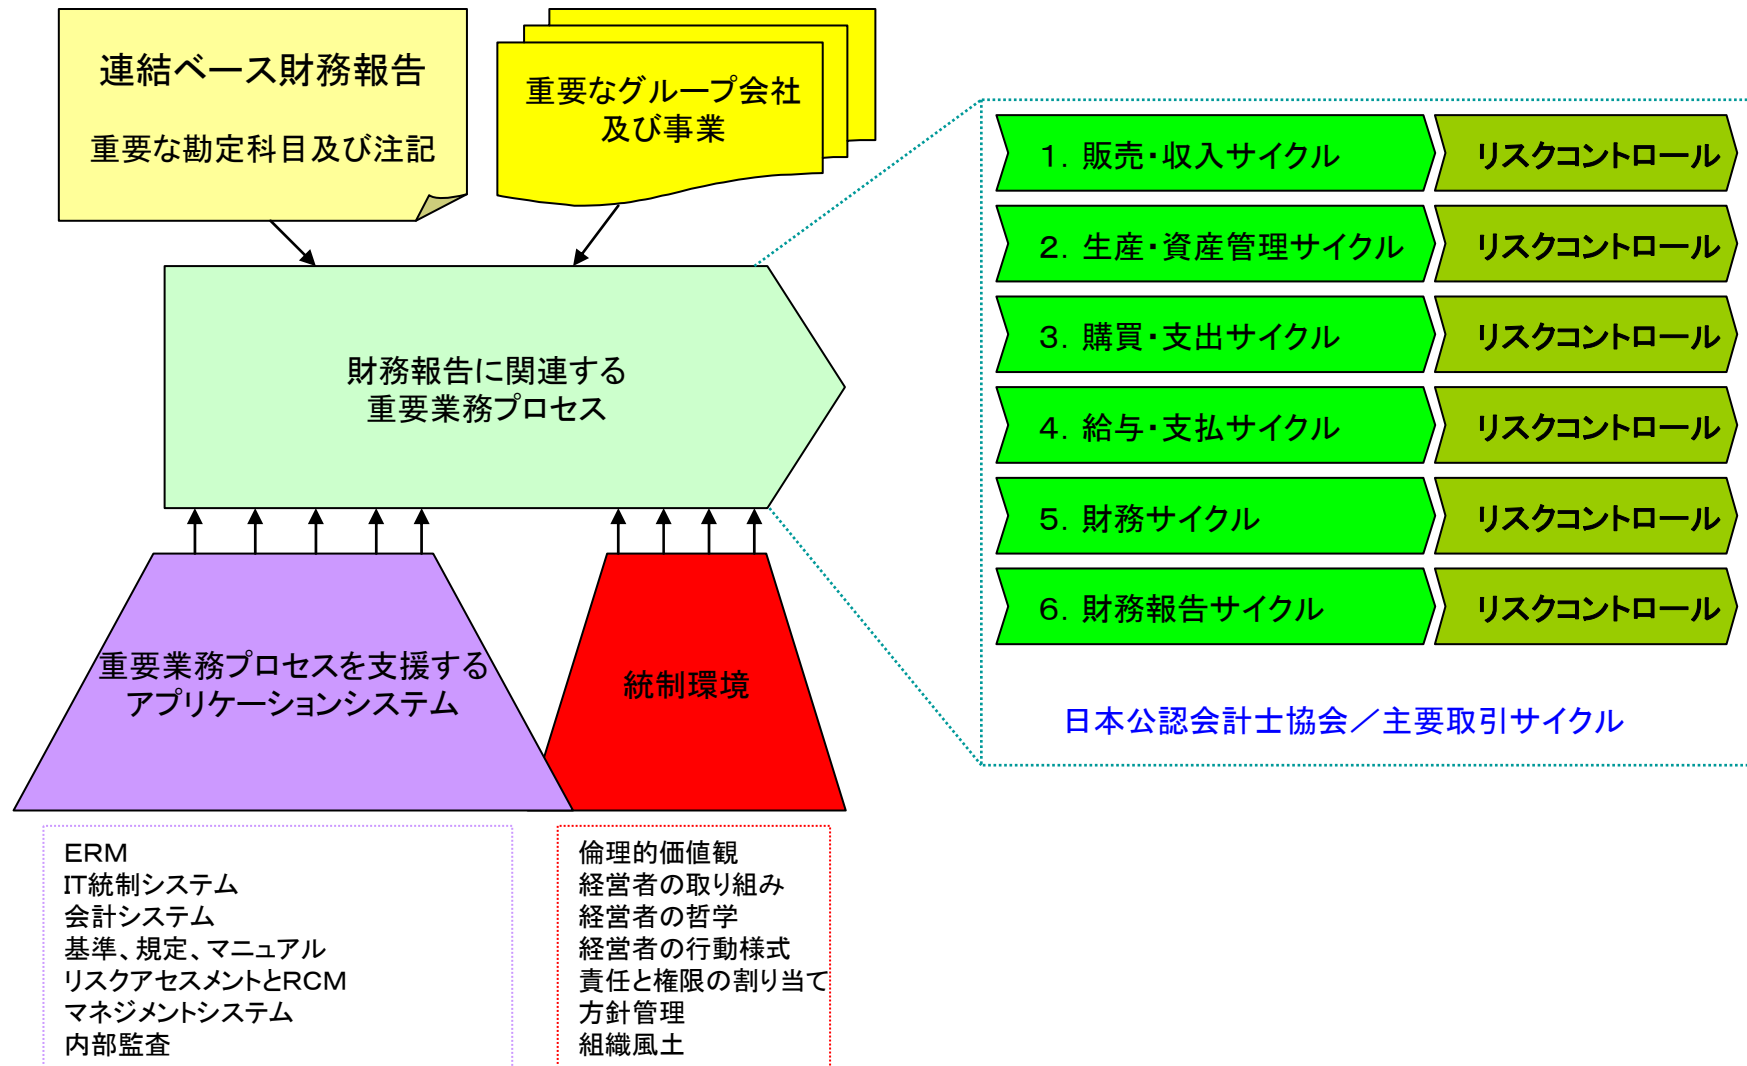 連結ベース財務報告
重要な勘定科目及び注記
重要なグループ会社
及び事業
財務報告に関連する
重要業務プロセス
重要業務プロセスを支援する
アプリケーションシステム
統制環境
ERM
IT統制システム
会計システム
基準、規定、マニュアル
リスクアセスメントとRCM
マネジメントシステム
内部監査
倫理的価値観
経営者の取り組み
経営者の哲学
経営者の行動様式
責任と権限の割り当て
方針管理
組織風土
1. 販売・収入サイクル リスクコントロール
2. 生産・資産管理サイクル リスクコントロール
3. 購買・支出サイクル リスクコントロール
4. 給与・支払サイクル リスクコントロール
5. 財務サイクル リスクコントロール
6. 財務報告サイクル リスクコントロール
日本公認会計士協会／主要取引サイクル